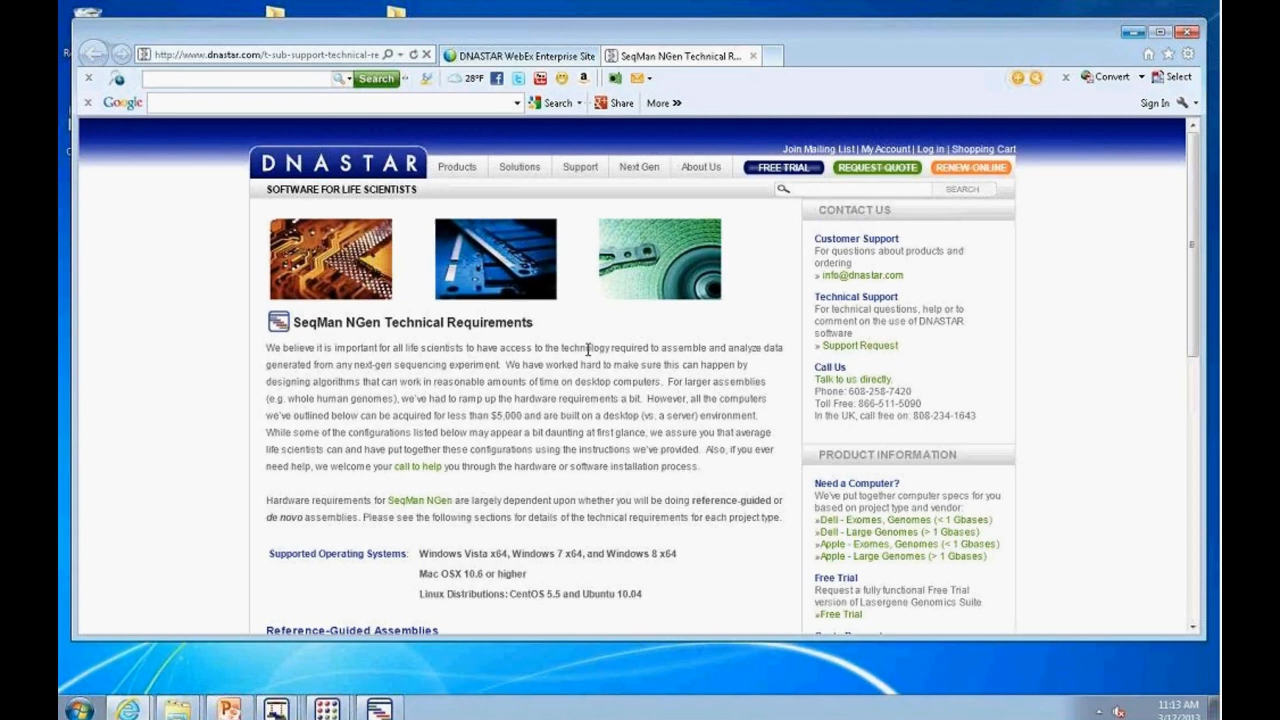 http://www.dnastar.com/t-sub-support-technical-re
DNASTAR WebEx Enterprise Site
SeqMan NGen Technical R...
Search
28°F
Convert
Select
Google
Search
Share
More »
Sign In
Join Mailing List | My Account | Log in | Shopping Cart
DNASTAR
Products
Solutions
Support
Next Gen
About Us
FREE TRIAL
REQUEST QUOTE
RENEW ONLINE
SOFTWARE FOR LIFE SCIENTISTS
SEARCH
SeqMan NGen Technical Requirements
We believe it is important for all life scientists to have access to the technology required to assemble and analyze data
generated from any next-gen sequencing experiment. We have worked hard to make sure this can happen by
designing algorithms that can work in reasonable amounts of time on desktop computers. For larger assemblies
(e.g. whole human genomes), we've had to ramp up the hardware requirements a bit. However, all the computers
we've outlined below can be acquired for less than $5,000 and are built on a desktop (vs. a server) environment.
While some of the configurations listed below may appear a bit daunting at first glance, we assure you that average
life scientists can and have put together these configurations using the instructions we've provided. Also, if you ever
need help, we welcome your call to help you through the hardware or software installation process.
Hardware requirements for SeqMan NGen are largely dependent upon whether you will be doing reference-guided or
de novo assemblies. Please see the following sections for details of the technical requirements for each project type.
Supported Operating Systems: Windows Vista x64, Windows 7 x64, and Windows 8 x64
Mac OSX 10.6 or higher
Linux Distributions: CentOS 5.5 and Ubuntu 10.04
Reference-Guided Assemblies
CONTACT US
Customer Support
For questions about products and
ordering
» info@dnastar.com
Technical Support
For technical questions, help or to
comment on the use of DNASTAR
software
» Support Request
Call Us
Talk to us directly.
Phone: 608-258-7420
Toll Free: 866-511-5090
In the UK, call free on: 808-234-1643
PRODUCT INFORMATION
Need a Computer?
We've put together computer specs for you
based on project type and vendor:
»Dell - Exomes, Genomes (< 1 Gbases)
»Dell - Large Genomes (> 1 Gbases)
»Apple - Exomes, Genomes (< 1 Gbases)
»Apple - Large Genomes (> 1 Gbases)
Free Trial
Request a fully functional Free Trial
version of Lasergene Genomics Suite
»Free Trial
11:13 AM
3/12/2013